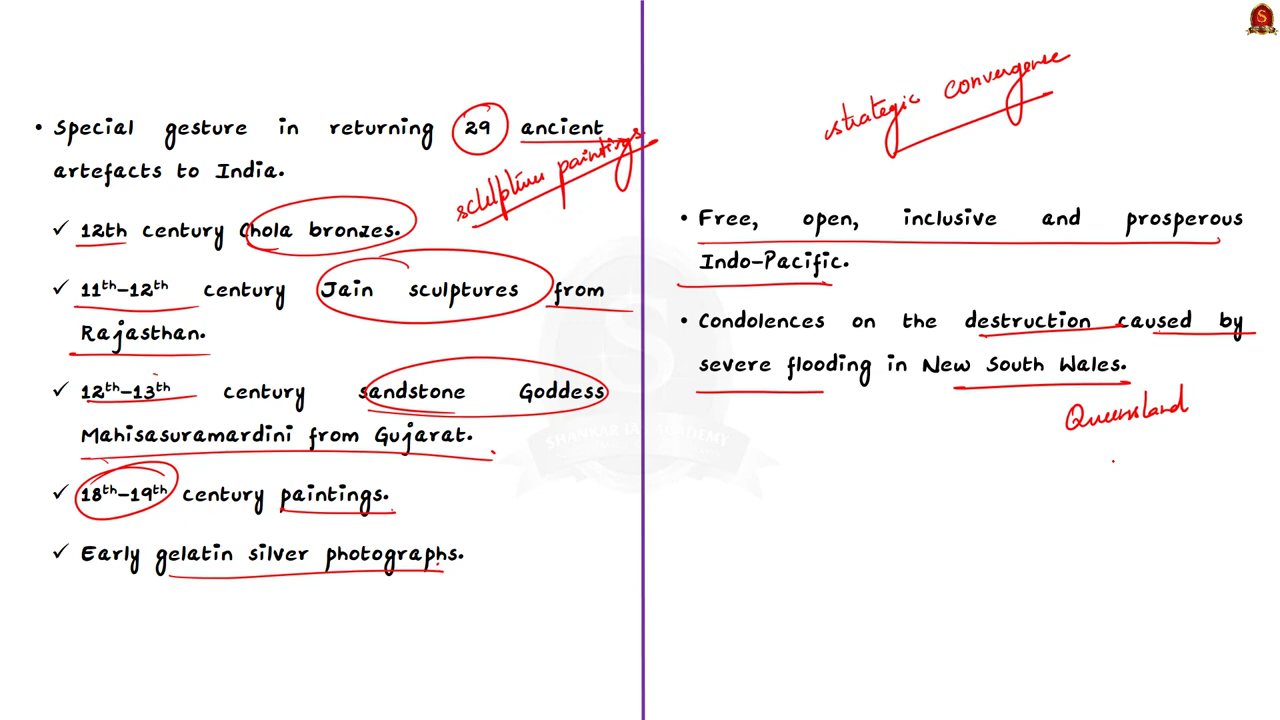 • Special gesture in returning 29 ancient
artefacts to India.
sculptures paintings
✓ 12th century Chola bronzes.
✓ 11th-12th century Jain sculptures from
Rajasthan.
✓ 12th-13th century sandstone Goddess
Mahisasuramardini from Gujarat.
✓ 18th-19th century paintings.
✓ Early gelatin silver photographs.
strategic convergence
• Free, open, inclusive and prosperous
Indo-Pacific.
• Condolences on the destruction caused by
severe flooding in New South Wales.
Queensland
SHANKAR IAS ACADEMY